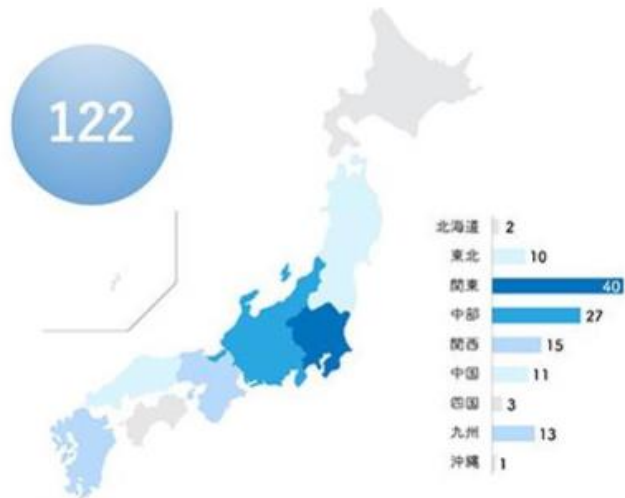 122
北海道 2
東北 10
関東 40
中部 27
関西 15
中国 11
四国 3
九州 13
沖縄 1